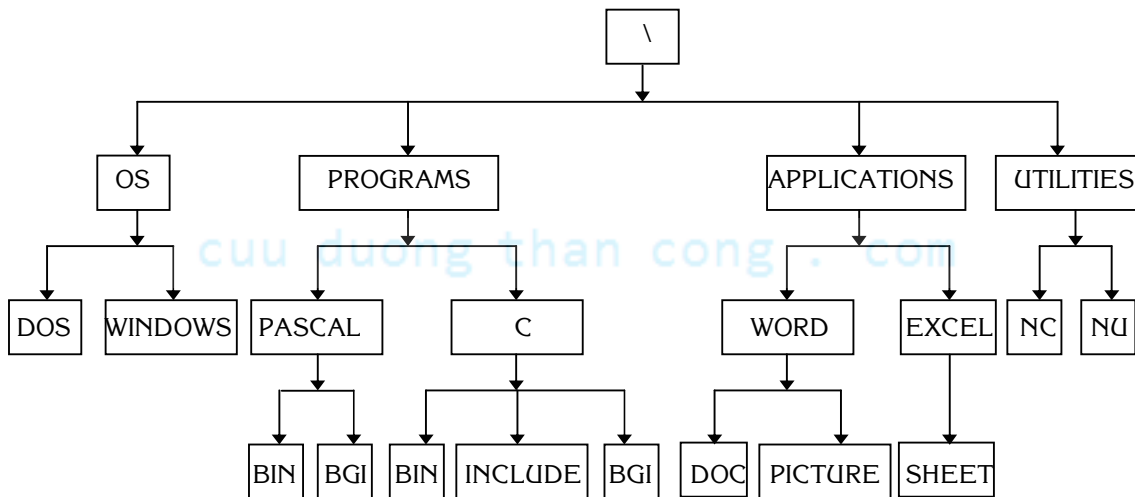 \
OS PROGRAMS APPLICATIONS UTILITIES
cuu duong than cong . com
DOS WINDOWS PASCAL C WORD EXCEL NC NU
BIN BGI BIN INCLUDE BGI DOC PICTURE SHEET